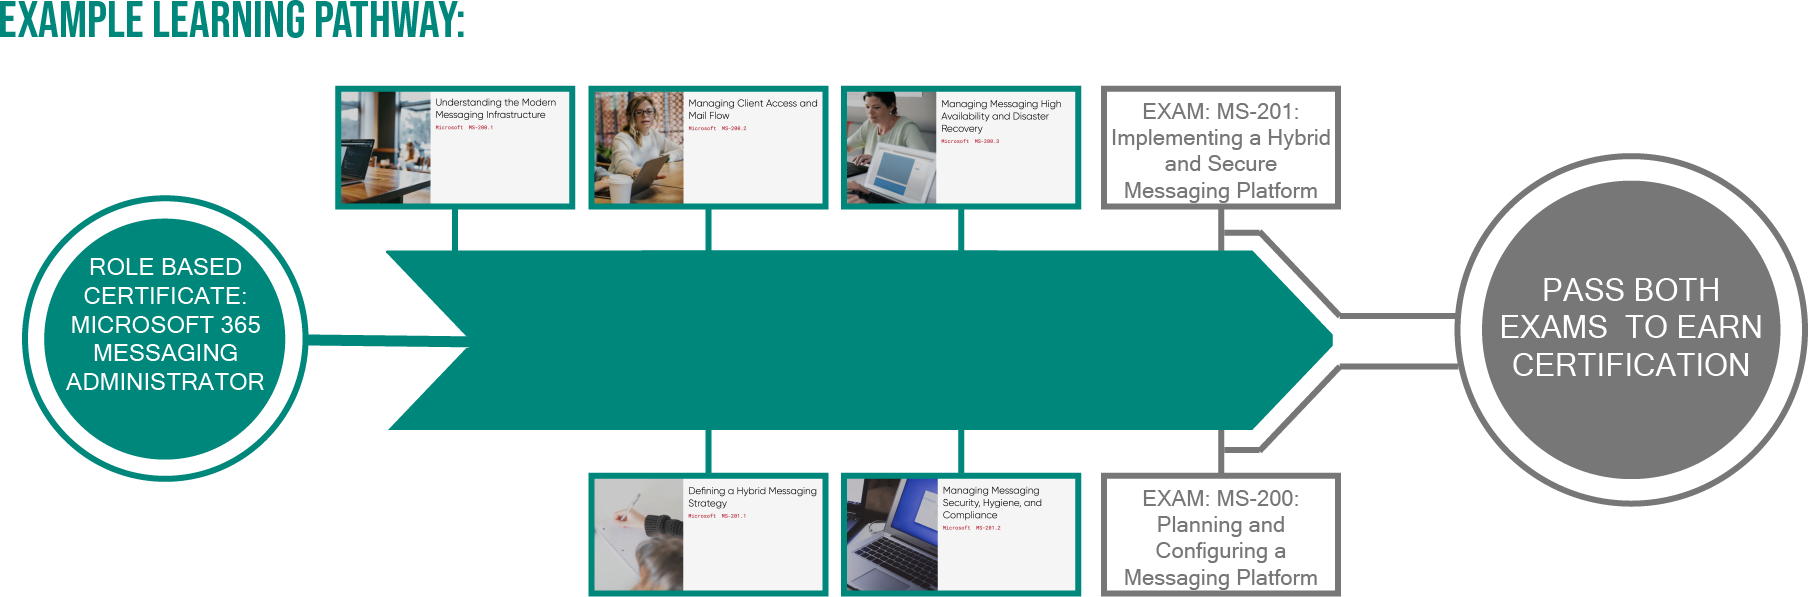 EXAMPLE LEARNING PATHWAY:
Understanding the Modern
Messaging Infrastructure
Microsoft MS-200.1
Managing Client Access and
Mail Flow
Microsoft MS-200.2
Managing Messaging High
Availability and Disaster
Recovery
Microsoft MS-200.3
EXAM: MS-201:
Implementing a Hybrid
and Secure
Messaging Platform
ROLE BASED
CERTIFICATE:
MICROSOFT 365
MESSAGING
ADMINISTRATOR
PASS BOTH
EXAMS TO EARN
CERTIFICATION
Defining a Hybrid Messaging
Strategy
Microsoft MS-201.1
Managing Messaging
Security, Hygiene, and
Compliance
Microsoft MS-201.2
EXAM: MS-200:
Planning and
Configuring a
Messaging Platform